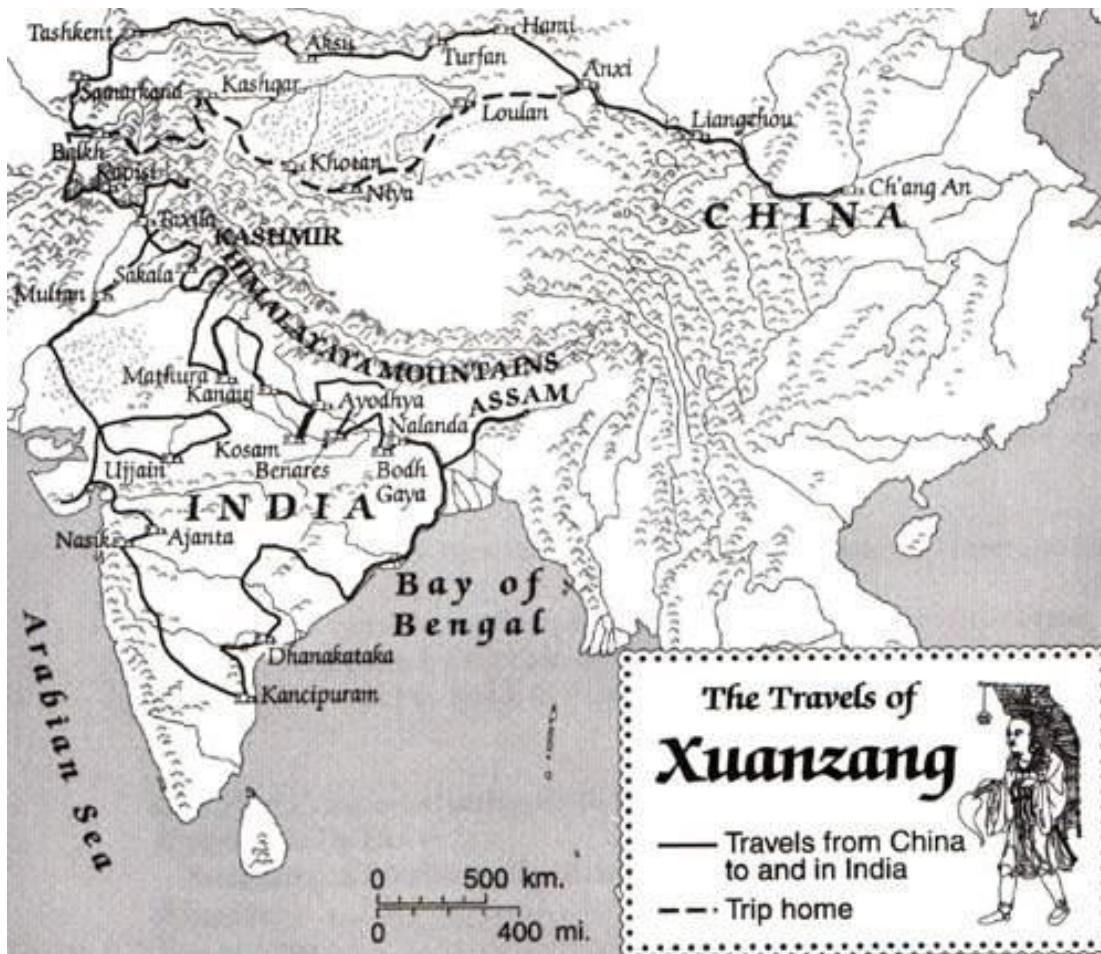 Tashkent
Hami
Aksu
Turfan
Anxi
Samarkand
Kashgar
Loulan
Liangzhou
Balkh
Kapisi
Khotan
Niya
Ch'ang An
CHINA
Taxila
KASHMIR
Sakala
Multan
HIMALAYAYA MOUNTAINS
Mathura
Kanauj
Ayodhya
ASSAM
Nalanda
Kosam
Benares
Ujjain
Bodh
Gaya
INDIA
Nasik
Ajanta
Bay of
Bengal
Arabian Sea
Dhanakataka
Kancipuram
The Travels of
Xuanzang
Travels from China
to and in India
Trip home
0 500 km.
0 400 mi.